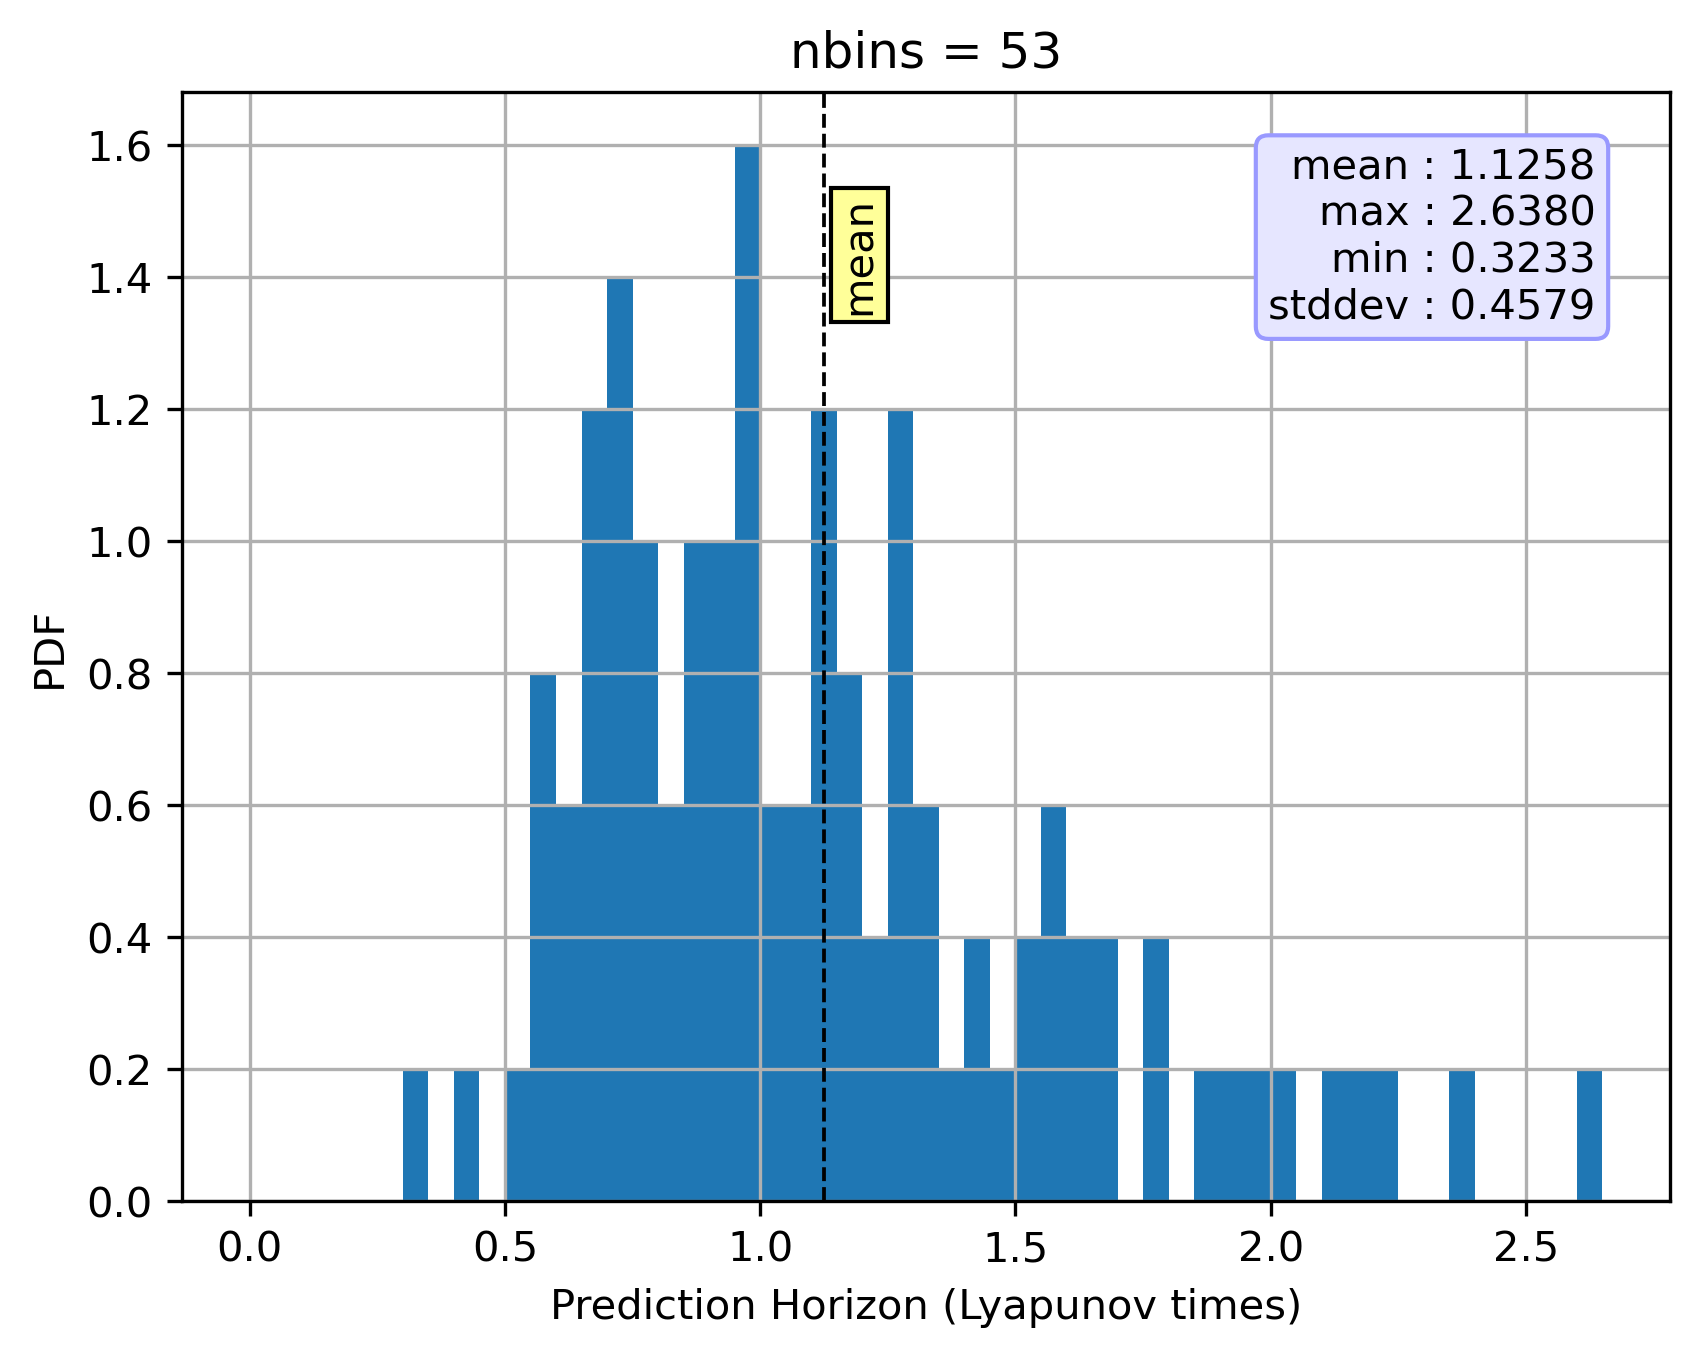 nbins = 53
PDF
1.6
1.4
1.2
1.0
0.8
0.6
0.4
0.2
0.0
mean
mean : 1.1258
max : 2.6380
min : 0.3233
stddev : 0.4579
0.0 0.5 1.0 1.5 2.0 2.5
Prediction Horizon (Lyapunov times)